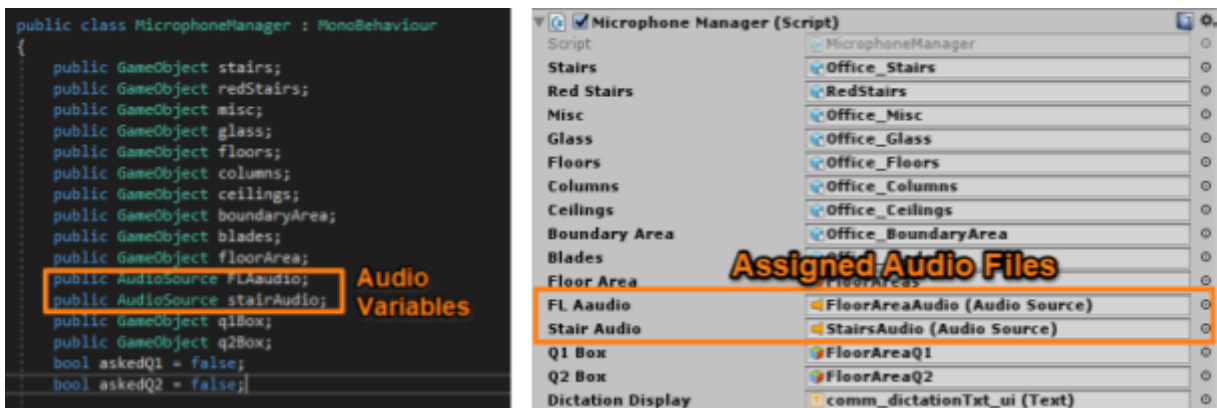 public class MicrophoneManager : MonoBehaviour
{
public GameObject stairs;
public GameObject redStairs;
public GameObject misc;
public GameObject glass;
public GameObject floors;
public GameObject columns;
public GameObject ceilings;
public GameObject boundaryArea;
public GameObject blades;
public GameObject floorArea;
public AudioSource FLAaudio;
public AudioSource stairAudio;
public GameObject q1Box;
public GameObject q2Box;
bool askedQ1 = false;
bool askedQ2 = false;
Audio
Variables
Microphone Manager (Script)
Script MicrophoneManager
Stairs Office_Stairs
Red Stairs RedStairs
Misc Office_Misc
Glass Office_Glass
Floors Office_Floors
Columns Office_Columns
Ceilings Office_Ceilings
Boundary Area Office_BoundaryArea
Blades
Assigned Audio Files
Floor Area FloorAreas
FL Aaudio FloorAreaAudio (Audio Source)
Stair Audio StairsAudio (Audio Source)
Q1 Box FloorAreaQ1
Q2 Box FloorAreaQ2
Dictation Display comm_dictationTxt_ui (Text)